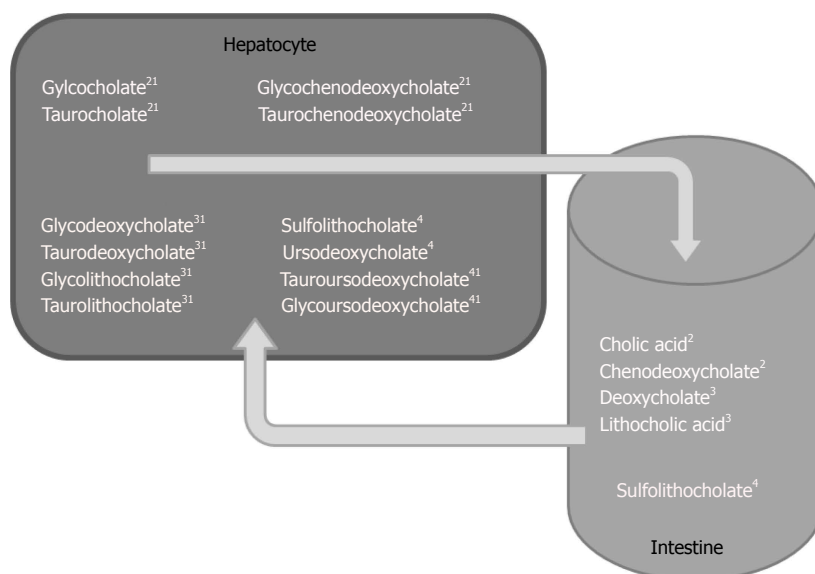 Hepatocyte
Gylcocholate²¹ Glycochenodeoxycholate²¹
Taurocholate²¹ Taurochenodeoxycholate²¹
Glycodeoxycholate³¹ Sulfolithocholate⁴
Taurodeoxycholate³¹ Ursodeoxycholate⁴
Glycolithocholate³¹ Tauroursodeoxycholate⁴¹
Taurolithocholate³¹ Glycoursodeoxycholate⁴¹
Cholic acid²
Chenodeoxycholate²
Deoxycholate³
Lithocholic acid³
Sulfolithocholate⁴
Intestine